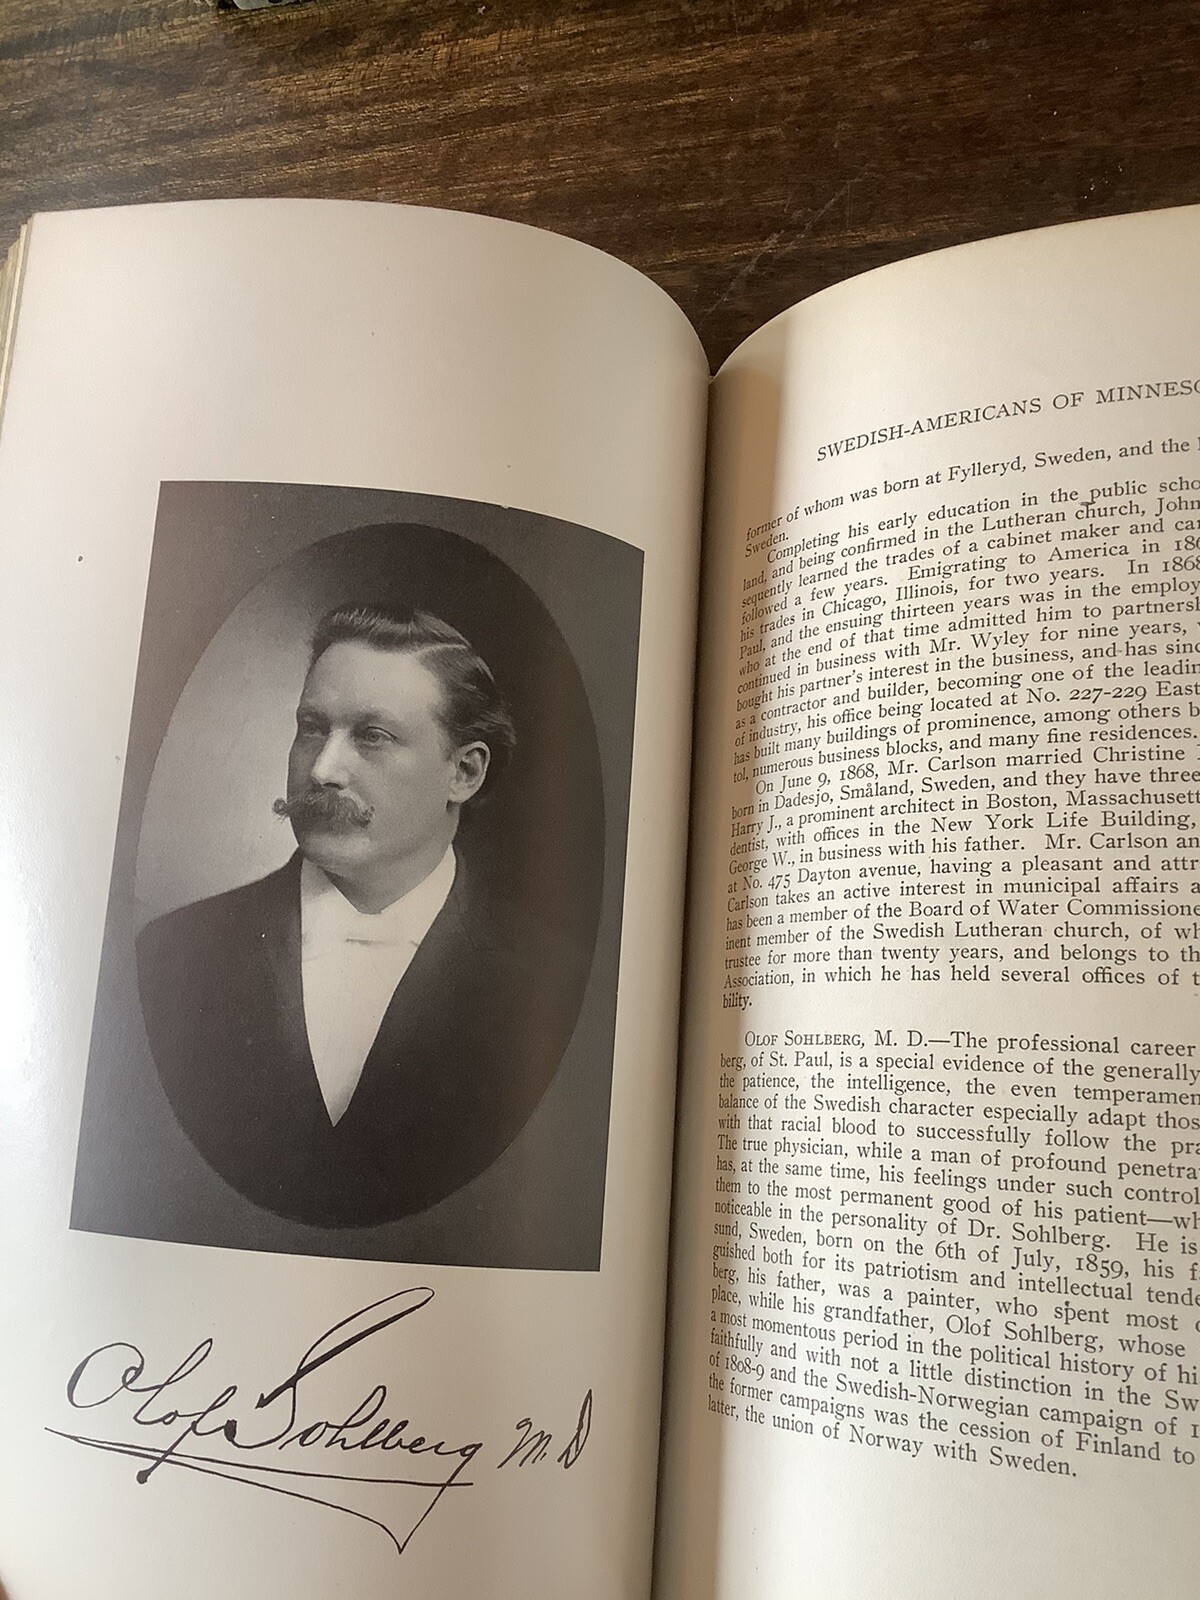 Olof Sohlberg M. D
SWEDISH-AMERICANS OF MINNESO
former of whom was born at Fylleryd, Sweden, and the
Sweden.
Completing his early education in the public scho
land, and being confirmed in the Lutheran church, John
sequently learned the trades of a cabinet maker and car
followed a few years. Emigrating to America in 186
his trades in Chicago, Illinois, for two years. In 1868
Paul, and the ensuing thirteen years was in the employ
who at the end of that time admitted him to partnersh
continued in business with Mr. Wyley for nine years,
bought his partner's interest in the business, and has sinc
as a contractor and builder, becoming one of the leadin
of industry, his office being located at No. 227-229 East
has built many buildings of prominence, among others b
tol, numerous business blocks, and many fine residences.
On June 9, 1868, Mr. Carlson married Christine
born in Dadesjo, Småland, Sweden, and they have three
Harry J., a prominent architect in Boston, Massachusett
dentist, with offices in the New York Life Building,
George W., in business with his father. Mr. Carlson an
at No. 475 Dayton avenue, having a pleasant and attr
Carlson takes an active interest in municipal affairs a
has been a member of the Board of Water Commissione
inent member of the Swedish Lutheran church, of wh
trustee for more than twenty years, and belongs to th
Association, in which he has held several offices of t
bility.
OLOF SOHLBERG, M. D.—The professional career
berg, of St. Paul, is a special evidence of the generally
the patience, the intelligence, the even temperamen
balance of the Swedish character especially adapt thos
with that racial blood to successfully follow the pra
The true physician, while a man of profound penetra
has, at the same time, his feelings under such control
them to the most permanent good of his patient—wh
noticeable in the personality of Dr. Sohlberg. He is
sund, Sweden, born on the 6th of July, 1859, his f
guished both for its patriotism and intellectual tende
berg, his father, was a painter, who spent most o
place, while his grandfather, Olof Sohlberg, whose
a most momentous period in the political history of hi
faithfully and with not a little distinction in the Sw
of 1808-9 and the Swedish-Norwegian campaign of 1
the former campaigns was the cession of Finland to
latter, the union of Norway with Sweden.